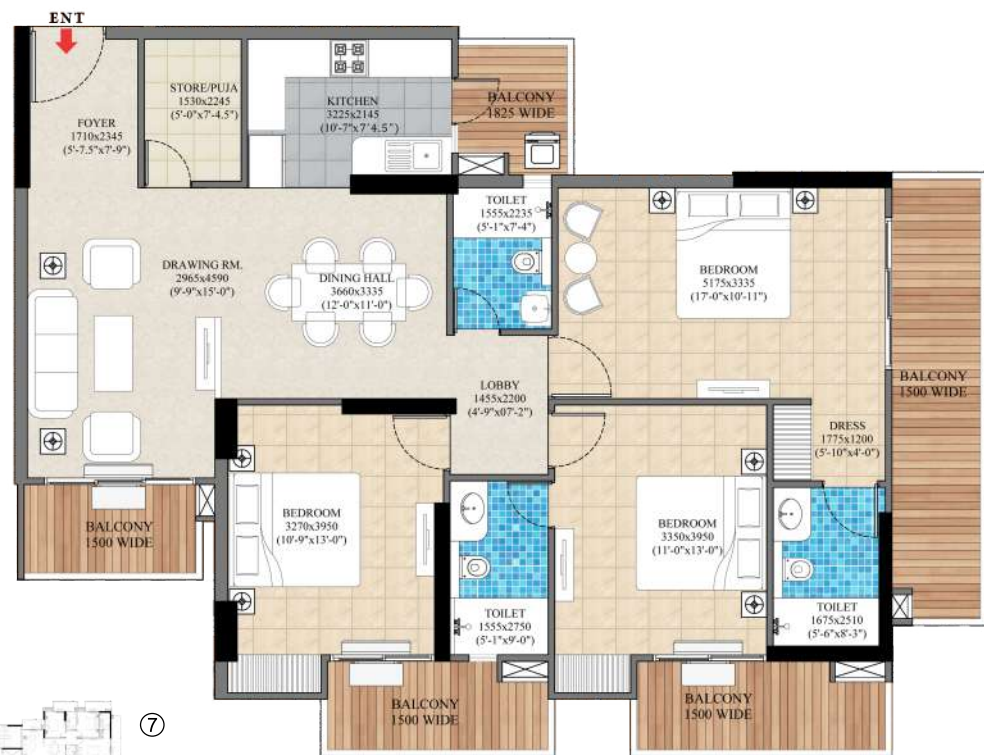 ENT
FOYER
1710x2345
(5'-7.5"x7'-9")
STORE/PUJA
1530x2245
(5'-0"x7'-4.5")
KITCHEN
3225x2145
(10'-7"x7'4.5")
BALCONY
1825 WIDE
TOILET
1555x2235
(5'-1"x7'-4")
BEDROOM
5175x3335
(17'-0"x10'-11")
DRAWING RM.
2965x4590
(9'-9"x15'-0")
DINING HALL
3660x3335
(12'-0"x11'-0")
LOBBY
1455x2200
(4'-9"x07'-2")
BALCONY
1500 WIDE
DRESS
1775x1200
(5'-10"x4'-0")
BALCONY
1500 WIDE
BEDROOM
3270x3950
(10'-9"x13'-0")
BEDROOM
3350x3950
(11'-0"x13'-0")
TOILET
1555x2750
(5'-1"x9'-0")
TOILET
1675x2510
(5'-6"x8'-3")
BALCONY
1500 WIDE
BALCONY
1500 WIDE
⑦